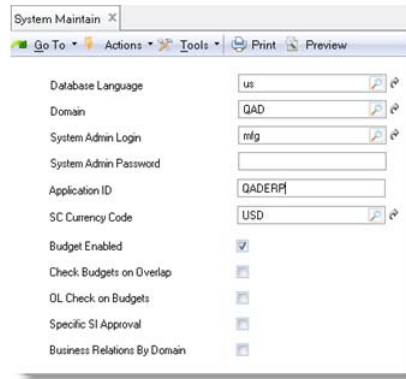 System Maintain X
Go To Actions Tools Print Preview
Database Language us
Domain QAD
System Admin Login mfg
System Admin Password
Application ID QADERP
SC Currency Code USD
Budget Enabled
Check Budgets on Overlap
OL Check on Budgets
Specific SI Approval
Business Relations By Domain